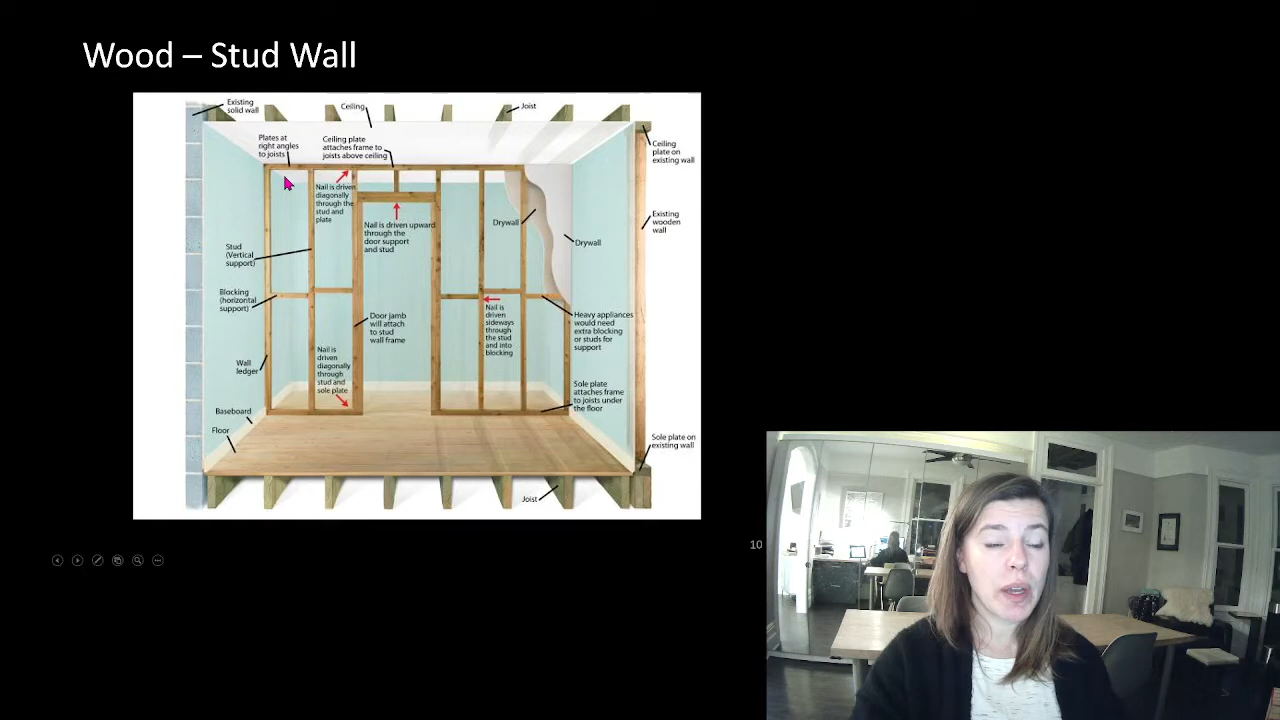 Wood – Stud Wall
Existing
solid wall
Ceiling
Joist
Plates at
right angles
to joists
Ceiling plate
attaches frame to
joists above ceiling
Ceiling
plate on
existing wall
Nail is driven
diagonally
through the
stud and
plate
Nail is driven upward
through the
door support
and stud
Drywall
Drywall
Existing
wooden
wall
Stud
(Vertical
support)
Blocking
(horizontal
support)
Door jamb
will attach
to stud
wall frame
Nail is
driven
sideways
through
the stud
and into
blocking
Heavy appliances
would need
extra blocking
or studs for
support
Wall
ledger
Nail is
driven
diagonally
through
stud and
sole plate
Sole plate
attaches frame
to joists under
the floor
Baseboard
Floor
Sole plate on
existing wall
Joist
10